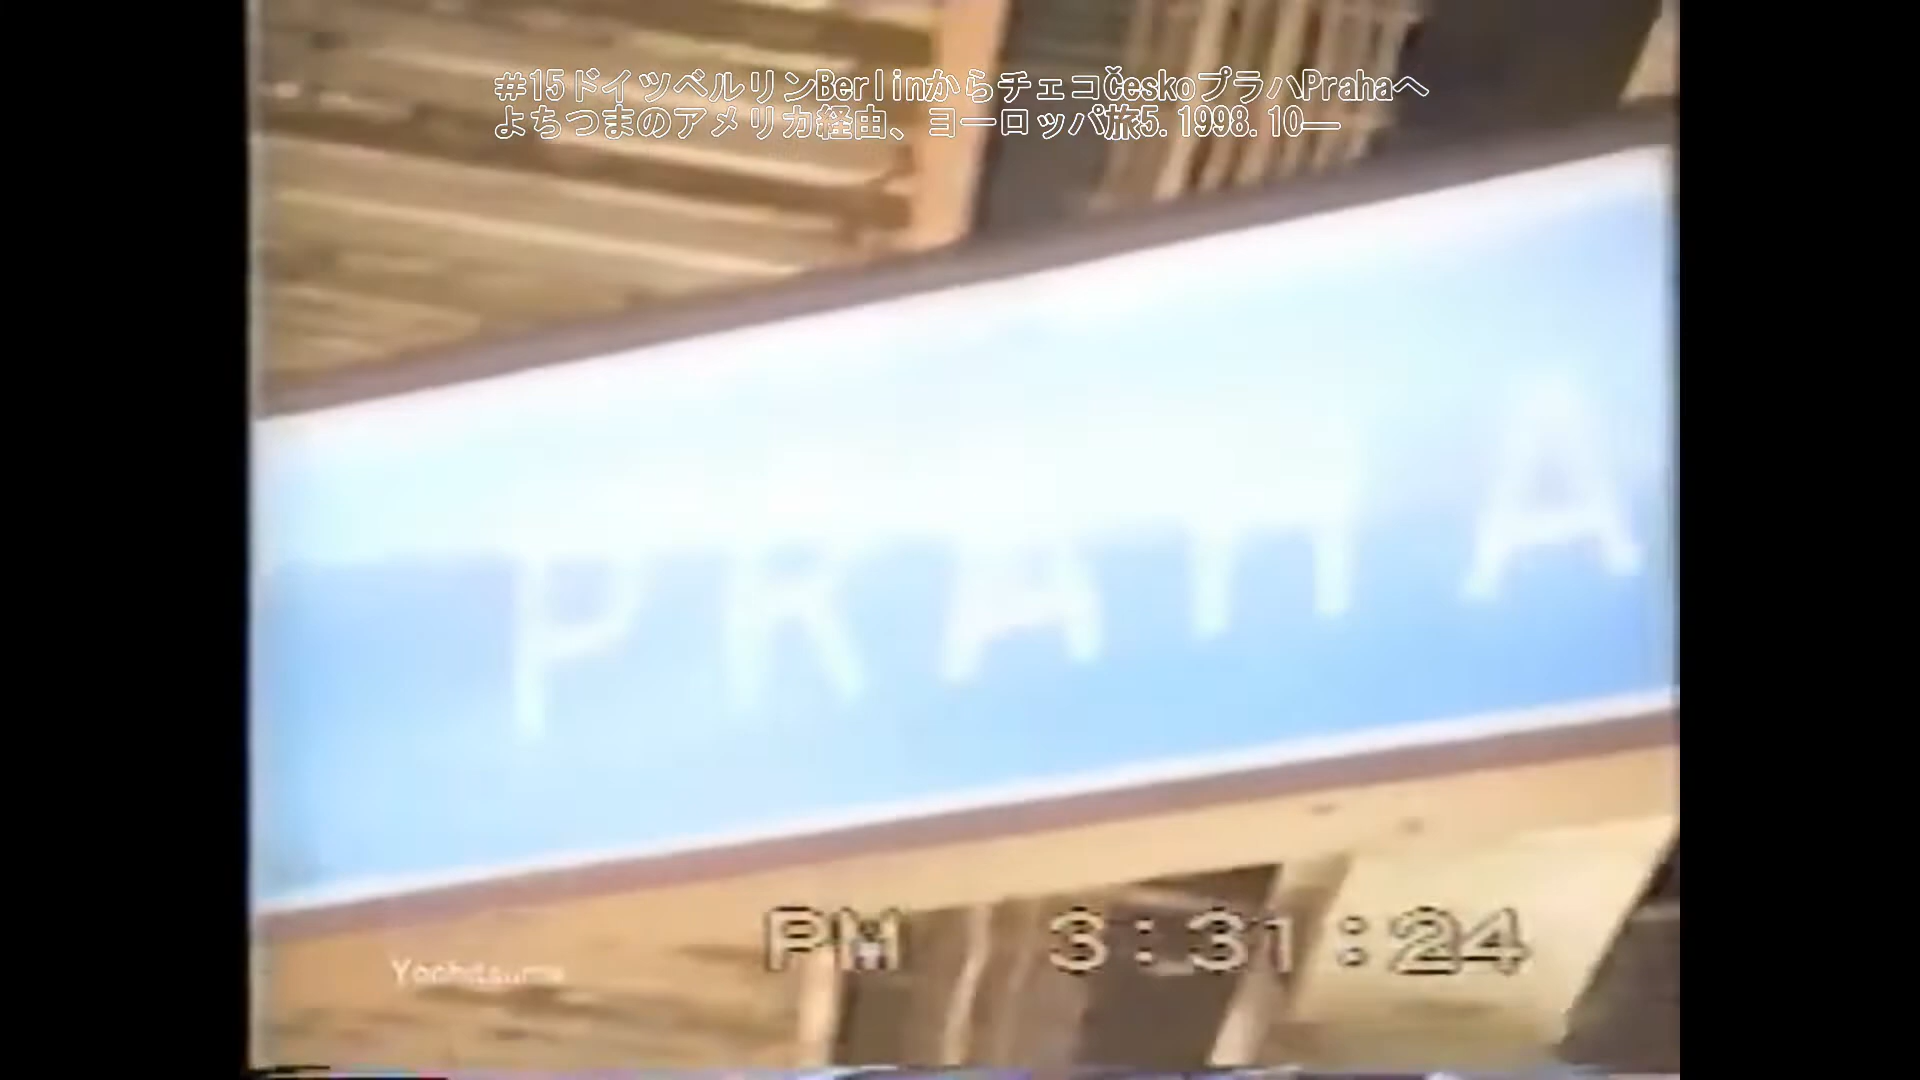 #15ドイツベルリンBerlinからチェコČeskoプラハPrahaへ
よちつまのアメリカ経由、ヨーロッパ旅5.1998.10―
PRAHA
PM 3:31:24
Yochitsuma